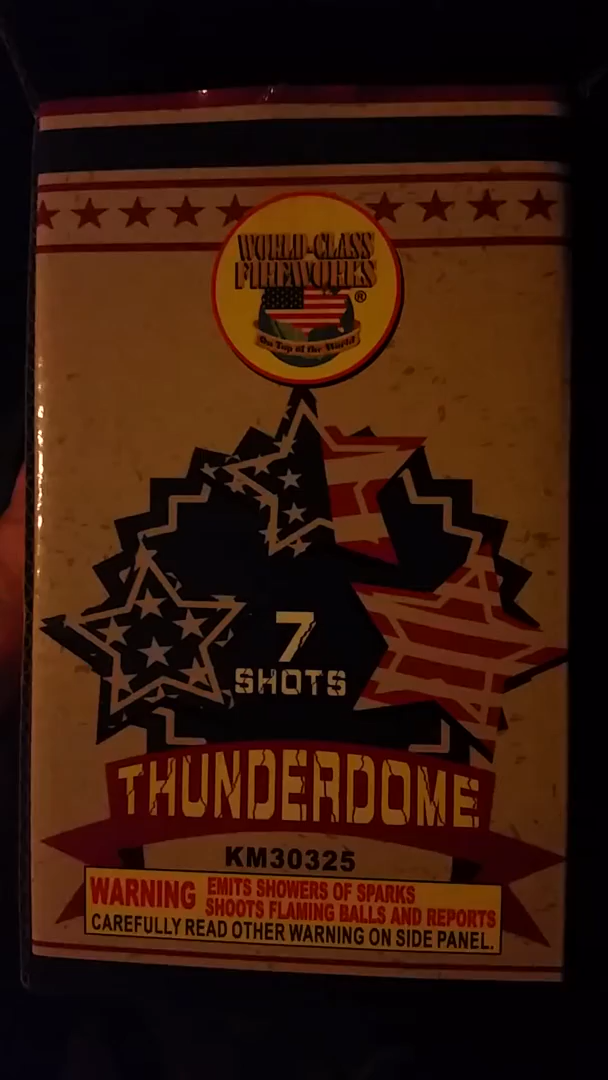 WORLD-CLASS
FIREWORKS
®
On Top of the World
7
SHOTS
THUNDERDOME
KM30325
WARNING EMITS SHOWERS OF SPARKS
SHOOTS FLAMING BALLS AND REPORTS
CAREFULLY READ OTHER WARNING ON SIDE PANEL.